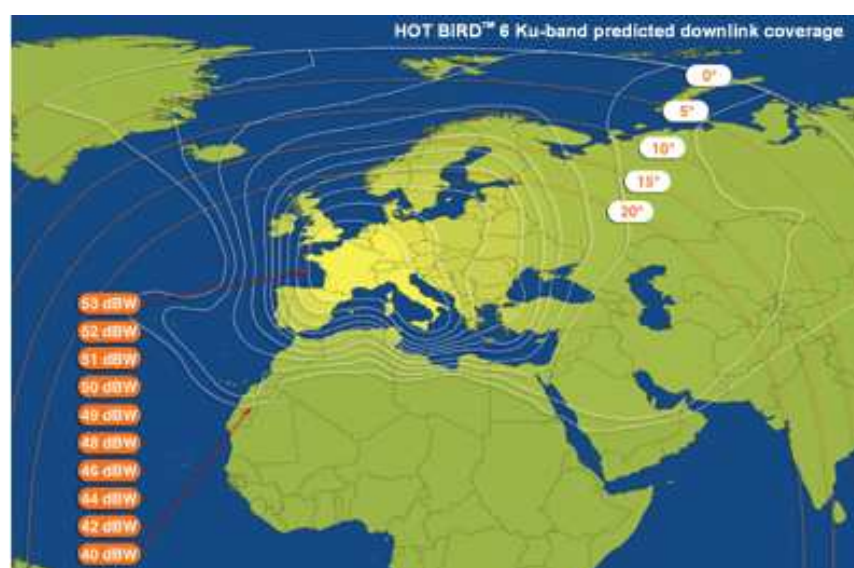 HOT BIRD™ 6 Ku-band predicted downlink coverage
0°
5°
10°
15°
20°
53 dBW
52 dBW
51 dBW
50 dBW
49 dBW
48 dBW
46 dBW
44 dBW
42 dBW
40 dBW